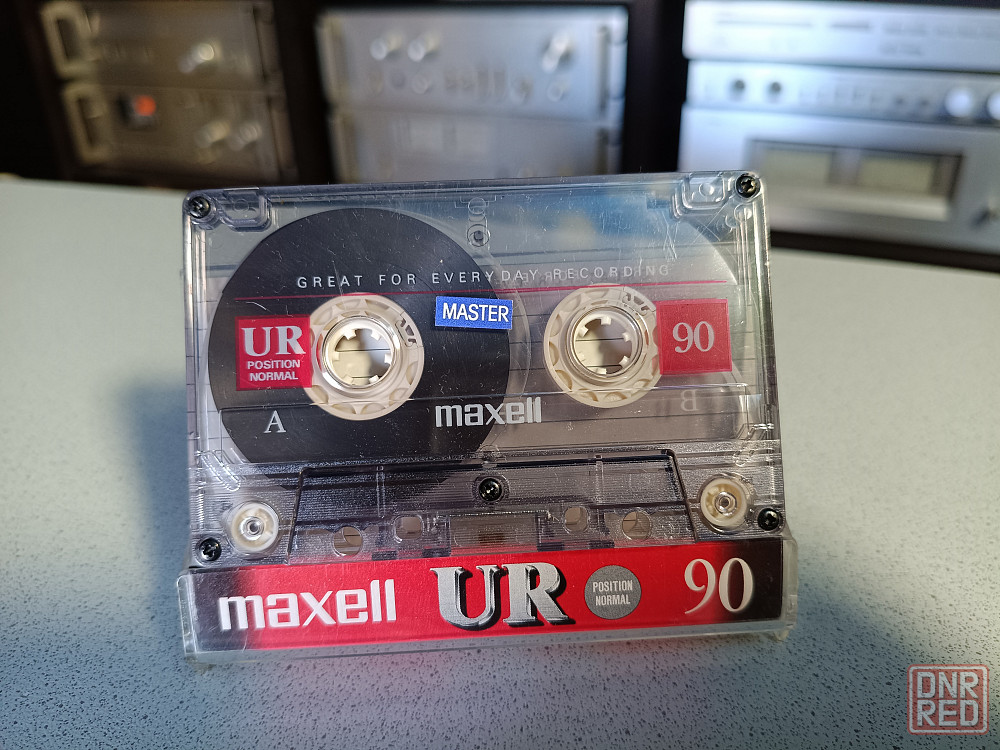 GREAT FOR EVERYDAY RECORDING
MASTER
UR
POSITION
NORMAL
90
maxell
A
B
maxell UR POSITION NORMAL 90
DNR
RED